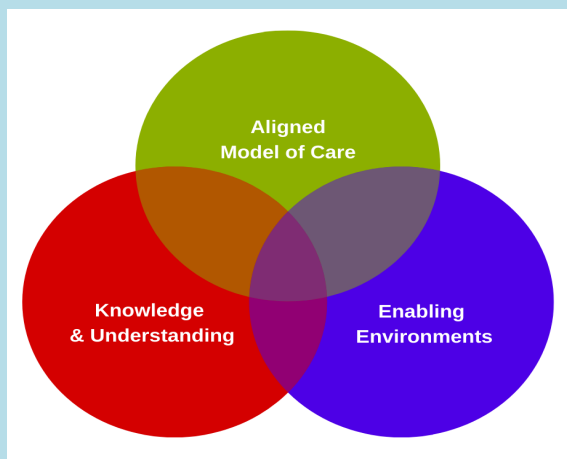 Aligned
Model of Care
Knowledge
& Understanding
Enabling
Environments